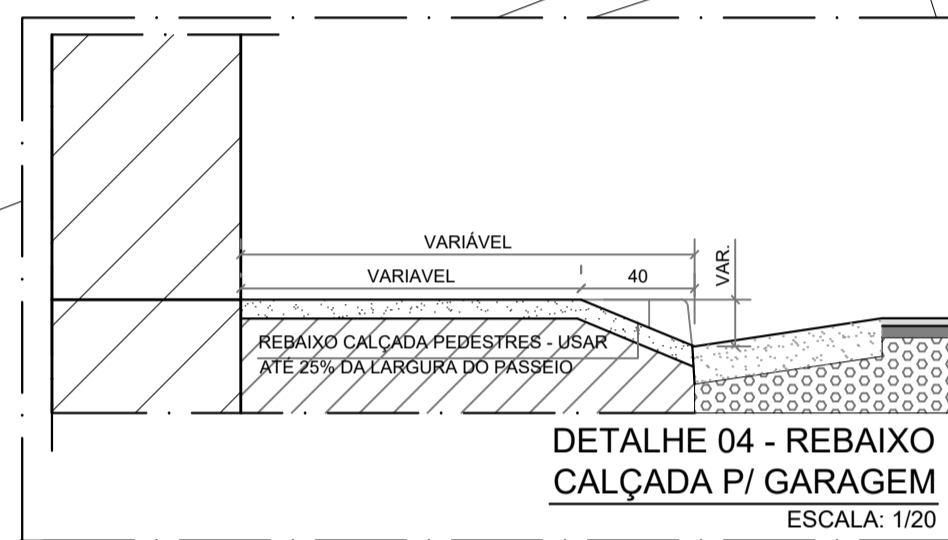 VARIÁVEL
VARIAVEL
40
VAR.
REBAIXO CALÇADA PEDESTRES - USAR
ATÉ 25% DA LARGURA DO PASSEIO
DETALHE 04 - REBAIXO
CALÇADA P/ GARAGEM
ESCALA: 1/20